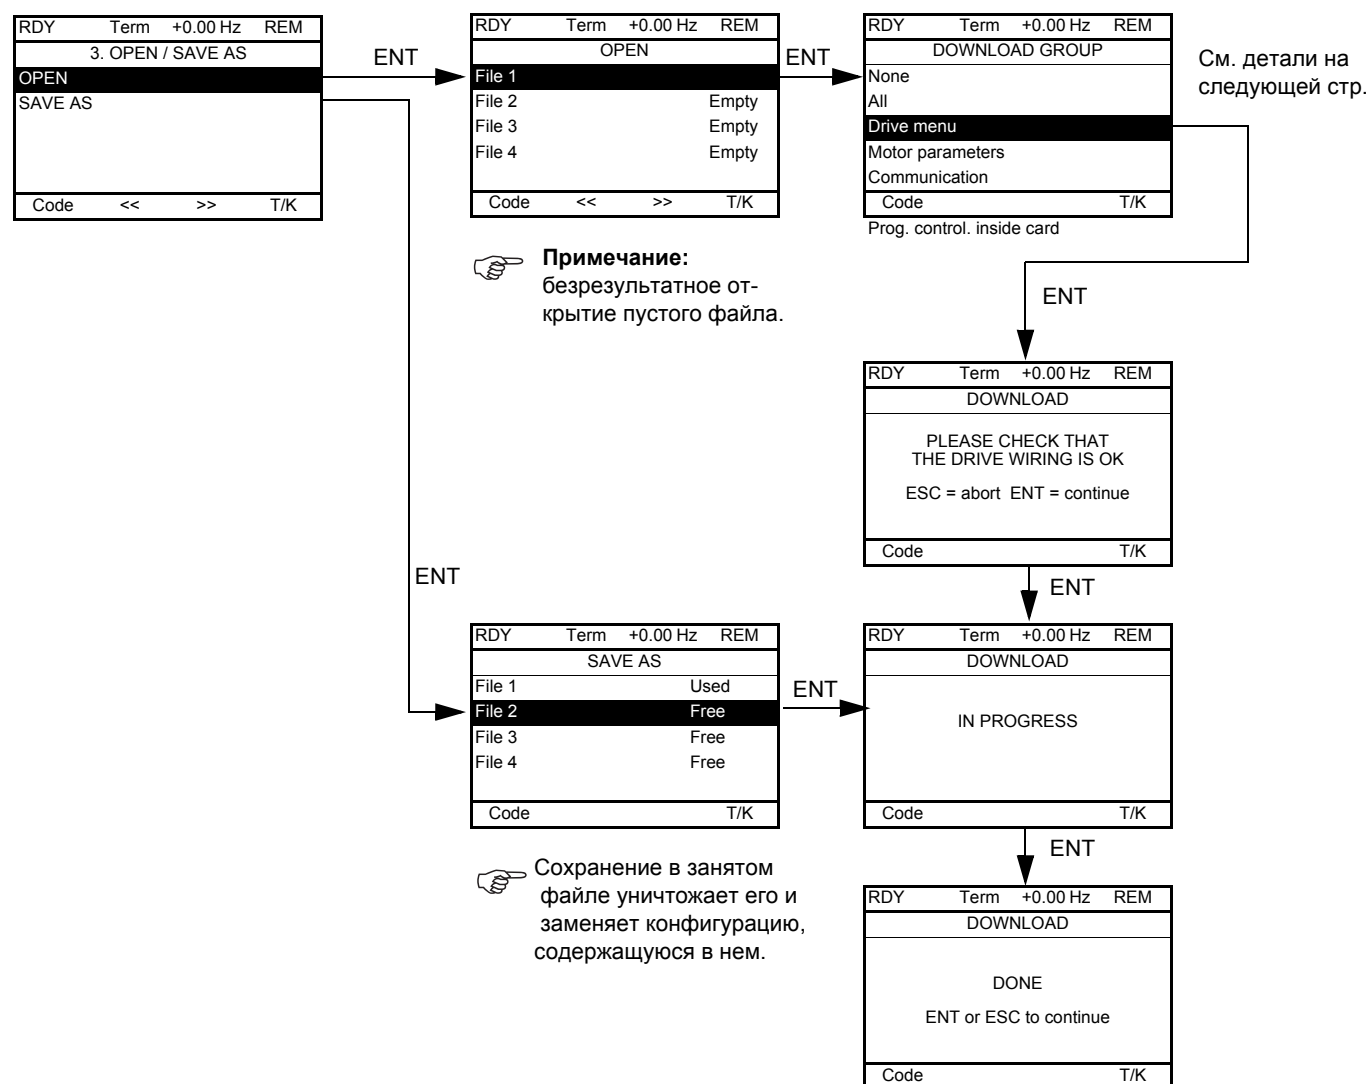 RDY Term +0.00 Hz REM
3. OPEN / SAVE AS
OPEN
SAVE AS
Code << >> T/K
ENT
RDY Term +0.00 Hz REM
OPEN
File 1
File 2 Empty
File 3 Empty
File 4 Empty
Code << >> T/K
ENT
RDY Term +0.00 Hz REM
DOWNLOAD GROUP
None
All
Drive menu
Motor parameters
Communication
Code T/K
Prog. control. inside card
См. детали на
следующей стр.
Примечание:
безрезультатное от-
крытие пустого файла.
ENT
RDY Term +0.00 Hz REM
DOWNLOAD
PLEASE CHECK THAT
THE DRIVE WIRING IS OK
ESC = abort ENT = continue
Code T/K
ENT
ENT
RDY Term +0.00 Hz REM
SAVE AS
File 1 Used
File 2 Free
File 3 Free
File 4 Free
Code T/K
ENT
RDY Term +0.00 Hz REM
DOWNLOAD
IN PROGRESS
Code T/K
Сохранение в занятом
файле уничтожает его и
заменяет конфигурацию,
содержащуюся в нем.
ENT
RDY Term +0.00 Hz REM
DOWNLOAD
DONE
ENT or ESC to continue
Code T/K